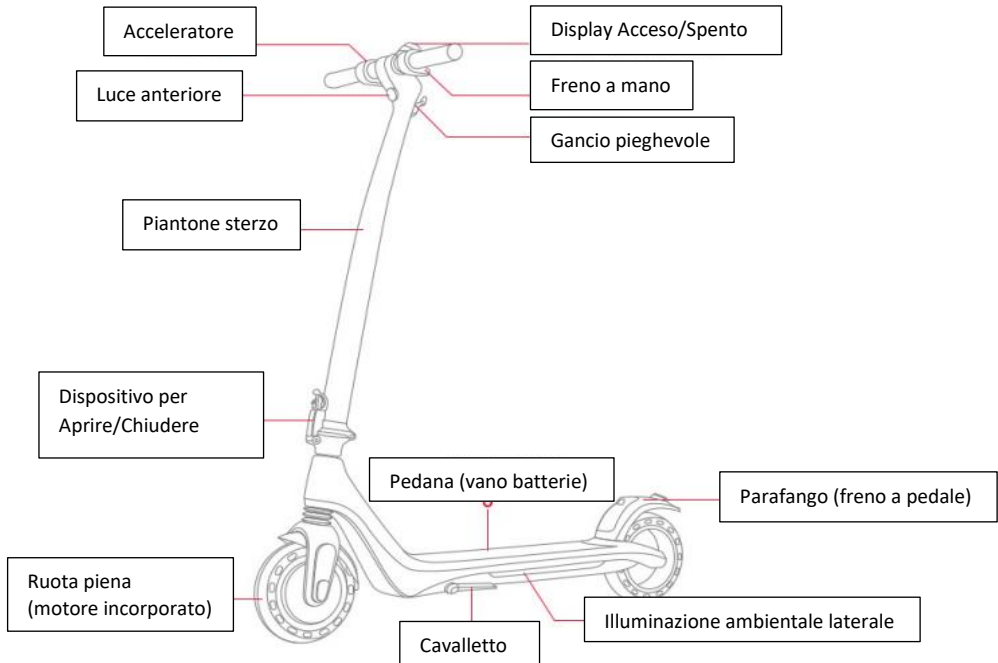 Acceleratore
Display Acceso/Spento
Luce anteriore
Freno a mano
Gancio pieghevole
Piantone sterzo
Dispositivo per
Aprire/Chiudere
Pedana (vano batterie)
Parafango (freno a pedale)
Ruota piena
(motore incorporato)
Illuminazione ambientale laterale
Cavalletto